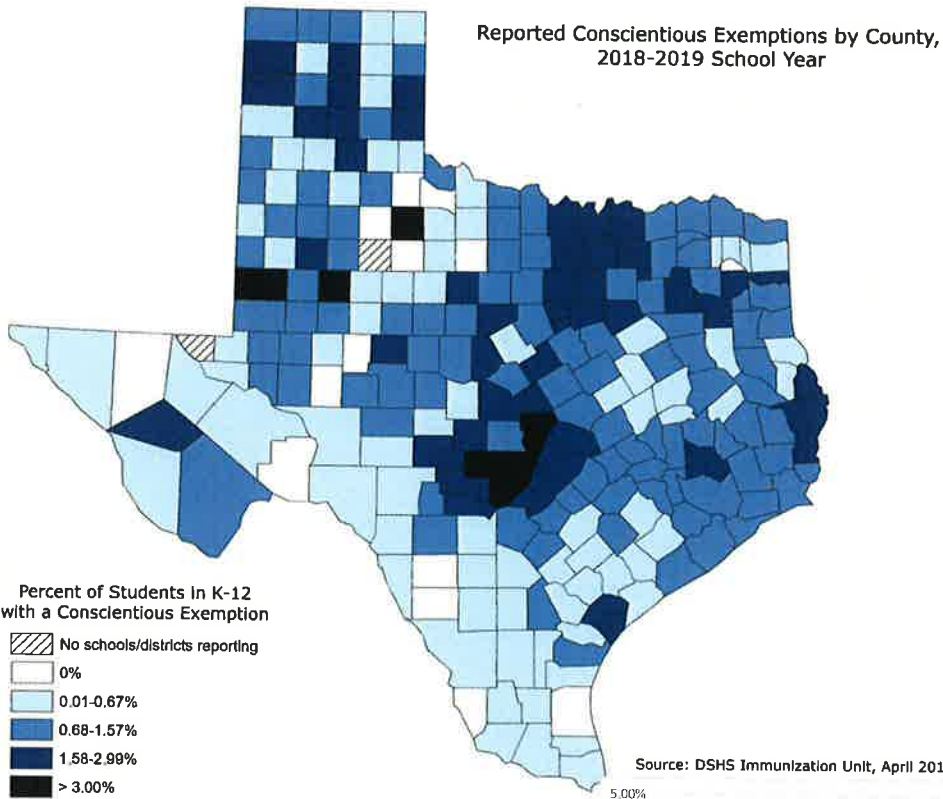 Reported Conscientious Exemptions by County,
2018-2019 School Year
Percent of Students in K-12
with a Conscientious Exemption
No schools/districts reporting
0%
0.01-0.67%
0.68-1.57%
1.58-2.99%
> 3.00%
Source: DSHS Immunization Unit, April 201
5.00%